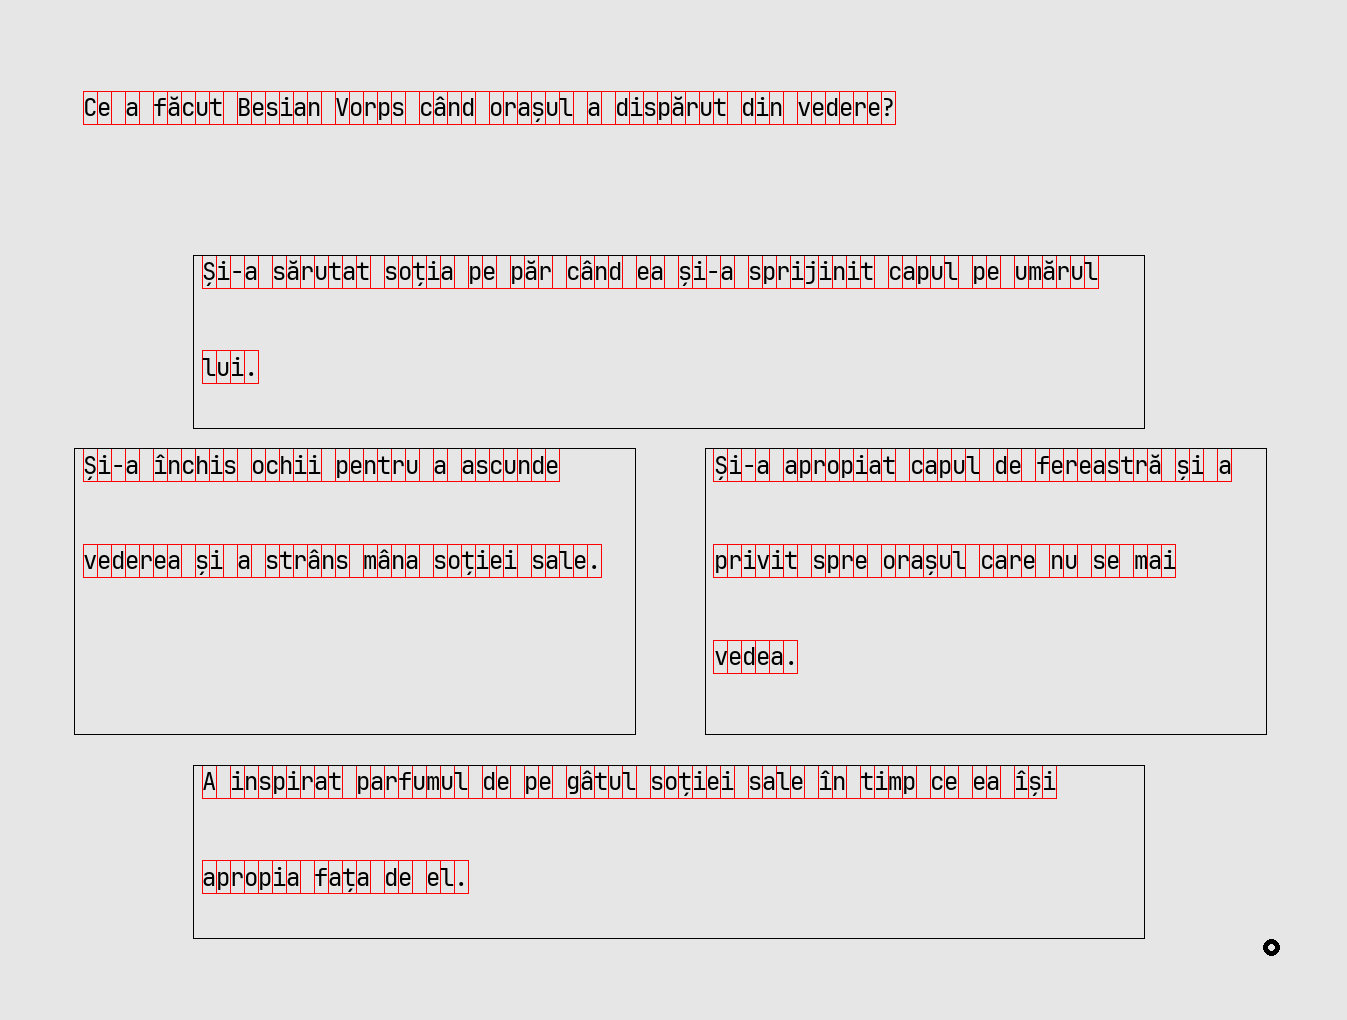 Ce a făcut Besian Vorps când orașul a dispărut din vedere?
Și-a sărutat soția pe păr când ea și-a sprijinit capul pe umărul
lui.
Și-a închis ochii pentru a ascunde
vederea și a strâns mâna soției sale.
Și-a apropiat capul de fereastră și a
privit spre orașul care nu se mai
vedea.
A inspirat parfumul de pe gâtul soției sale în timp ce ea își
apropia fața de el.